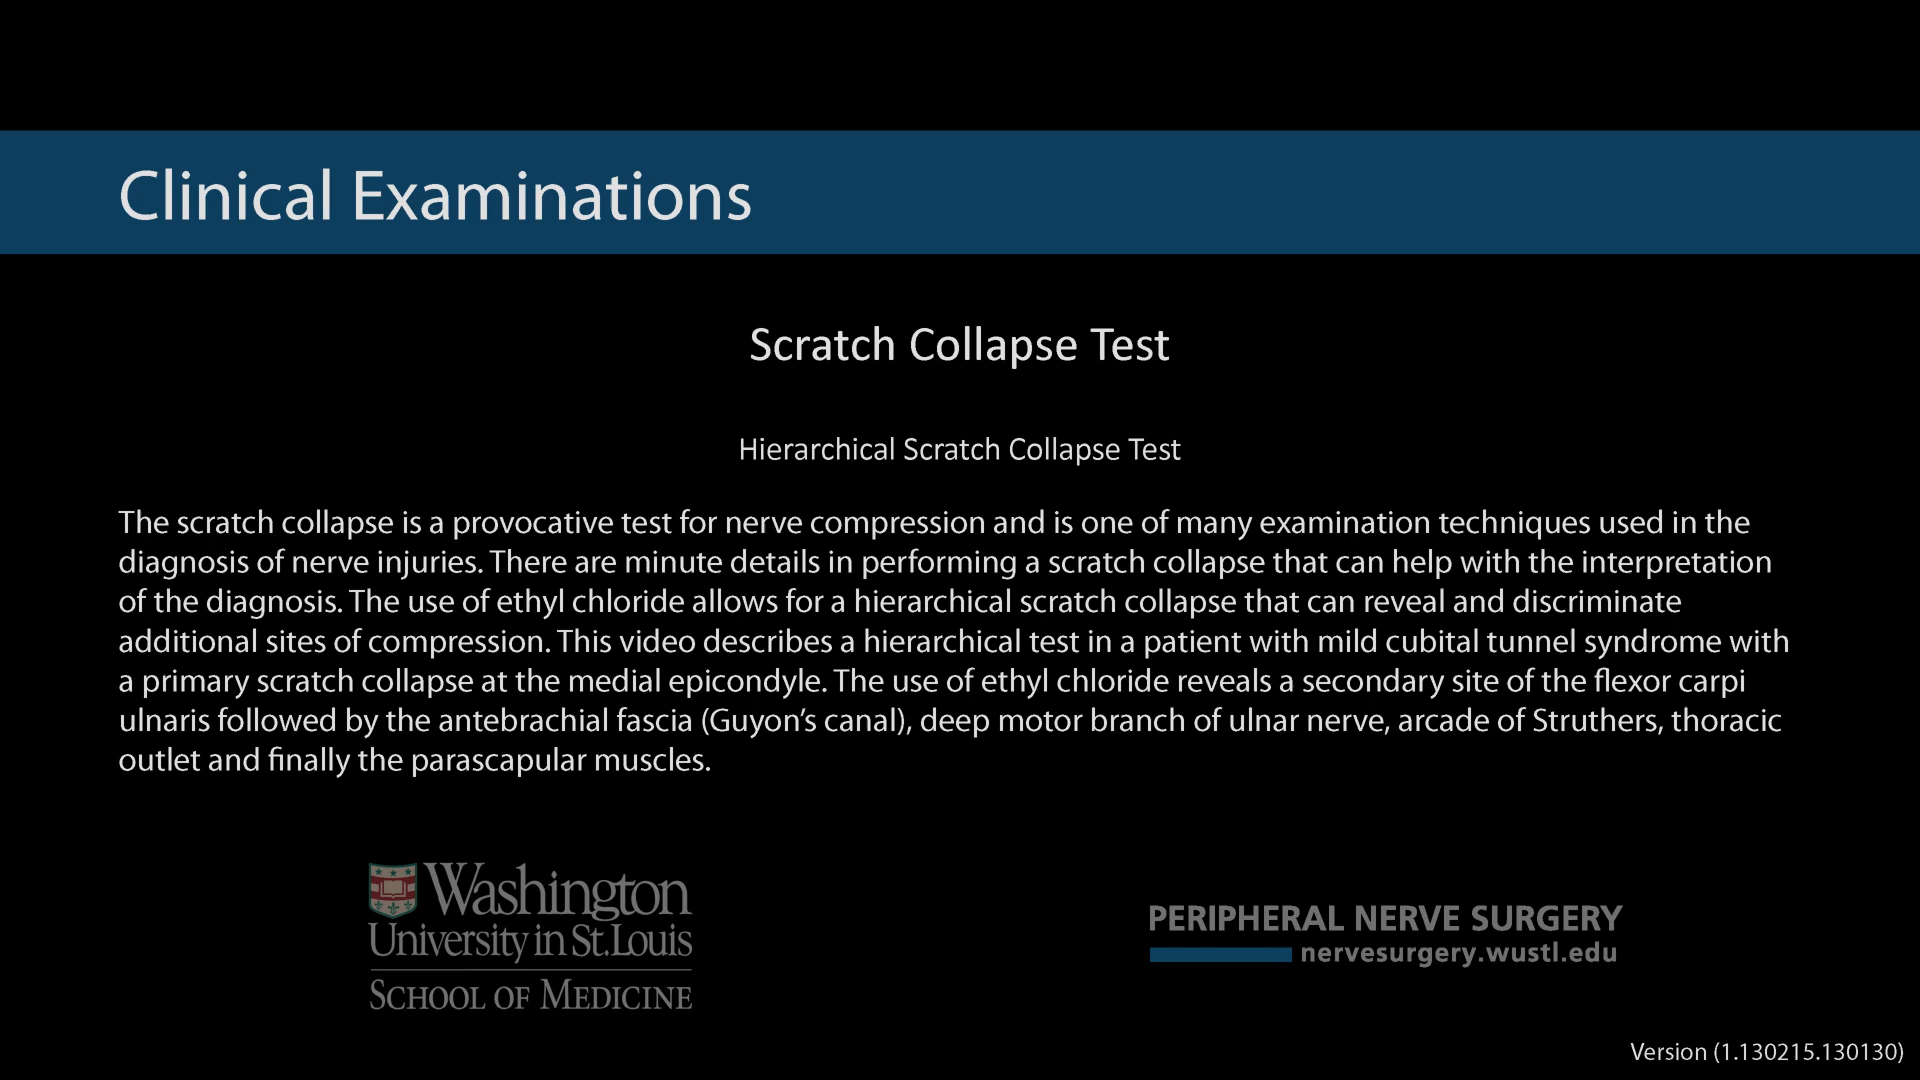 Clinical Examinations
Scratch Collapse Test
Hierarchical Scratch Collapse Test
The scratch collapse is a provocative test for nerve compression and is one of many examination techniques used in the
diagnosis of nerve injuries. There are minute details in performing a scratch collapse that can help with the interpretation
of the diagnosis. The use of ethyl chloride allows for a hierarchical scratch collapse that can reveal and discriminate
additional sites of compression. This video describes a hierarchical test in a patient with mild cubital tunnel syndrome with
a primary scratch collapse at the medial epicondyle. The use of ethyl chloride reveals a secondary site of the flexor carpi
ulnaris followed by the antebrachial fascia (Guyon’s canal), deep motor branch of ulnar nerve, arcade of Struthers, thoracic
outlet and finally the parascapular muscles.
Washington
University in St. Louis
SCHOOL OF MEDICINE
PERIPHERAL NERVE SURGERY
nervesurgery.wustl.edu
Version (1.130215.130130)